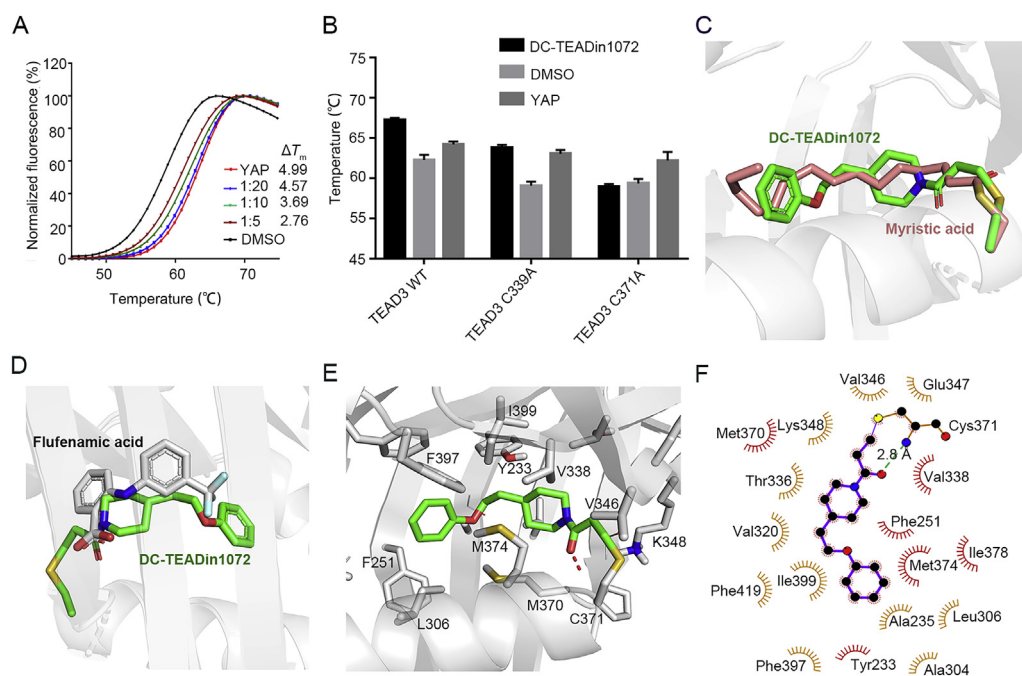 A
Normalized fluorescence (%)
120
100
80
60
40
20
0
50
60
70
Temperature (℃)
ΔTm
YAP 4.99
1:20 4.57
1:10 3.69
1:5 2.76
DMSO
B
DC-TEADin1072
DMSO
YAP
Temperature (℃)
75
70
65
60
55
50
TEAD3 WT
TEAD3 C339A
TEAD3 C371A
C
DC-TEADin1072
Myristic acid
D
Flufenamic acid
DC-TEADin1072
E
I399
F397
Y233
V338
V346
K348
M374
F251
M370
C371
L306
F
Val346
Glu347
Met370
Lys348
Cys371
2.8 Å
Thr336
Val338
Val320
Phe251
Ile378
Met374
Ile399
Phe419
Ala235
Leu306
Phe397
Tyr233
Ala304